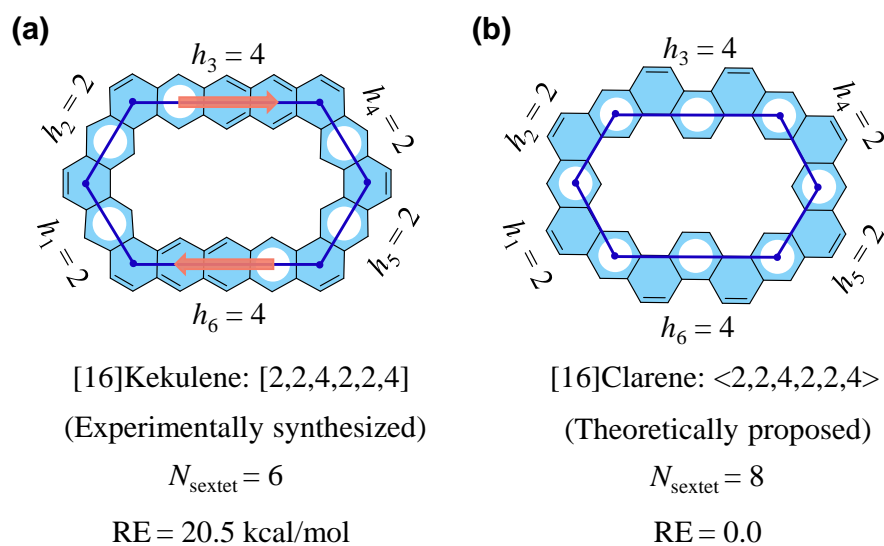 (a)
h₃ = 4
h₂ = 2
h₄ = 2
h₁ = 2
h₅ = 2
h₆ = 4
[16]Kekulene: [2,2,4,2,2,4]
(Experimentally synthesized)
Nsextet = 6
RE = 20.5 kcal/mol
(b)
h₃ = 4
h₂ = 2
h₄ = 2
h₁ = 2
h₅ = 2
h₆ = 4
[16]Clarene: <2,2,4,2,2,4>
(Theoretically proposed)
Nsextet = 8
RE = 0.0